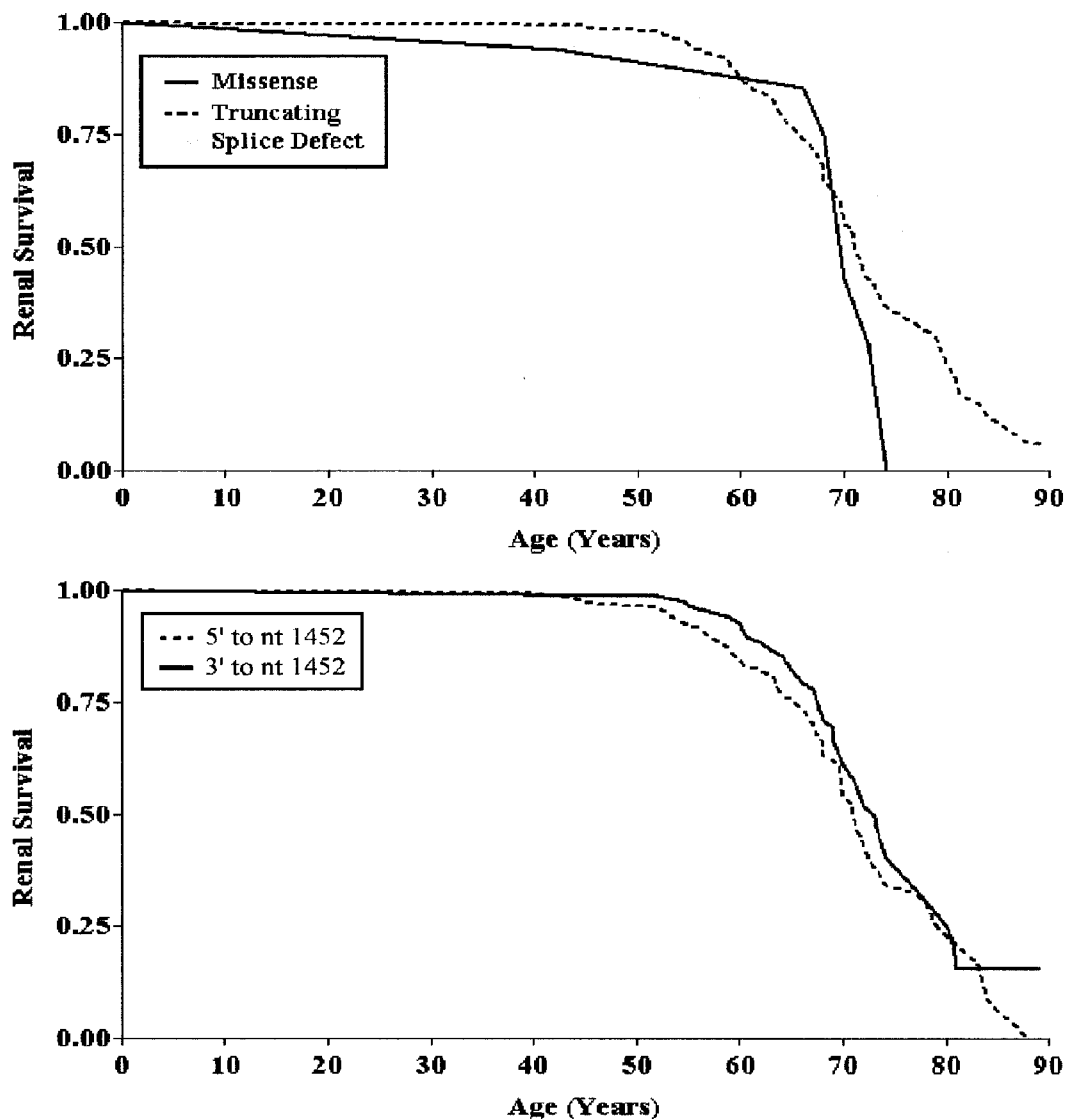 1.00
0.75
0.50
0.25
0.00
Renal Survival
Missense
Truncating
Splice Defect
0 10 20 30 40 50 60 70 80 90
Age (Years)
1.00
0.75
0.50
0.25
0.00
Renal Survival
5' to nt 1452
3' to nt 1452
0 10 20 30 40 50 60 70 80 90
Age (Years)